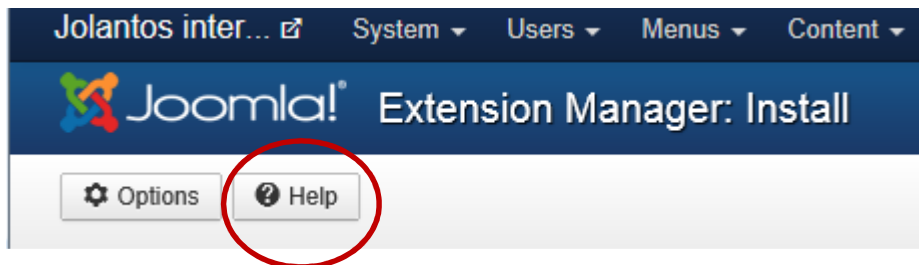 Jolantos inter... System Users Menus Content
Joomla!® Extension Manager: Install
Options Help